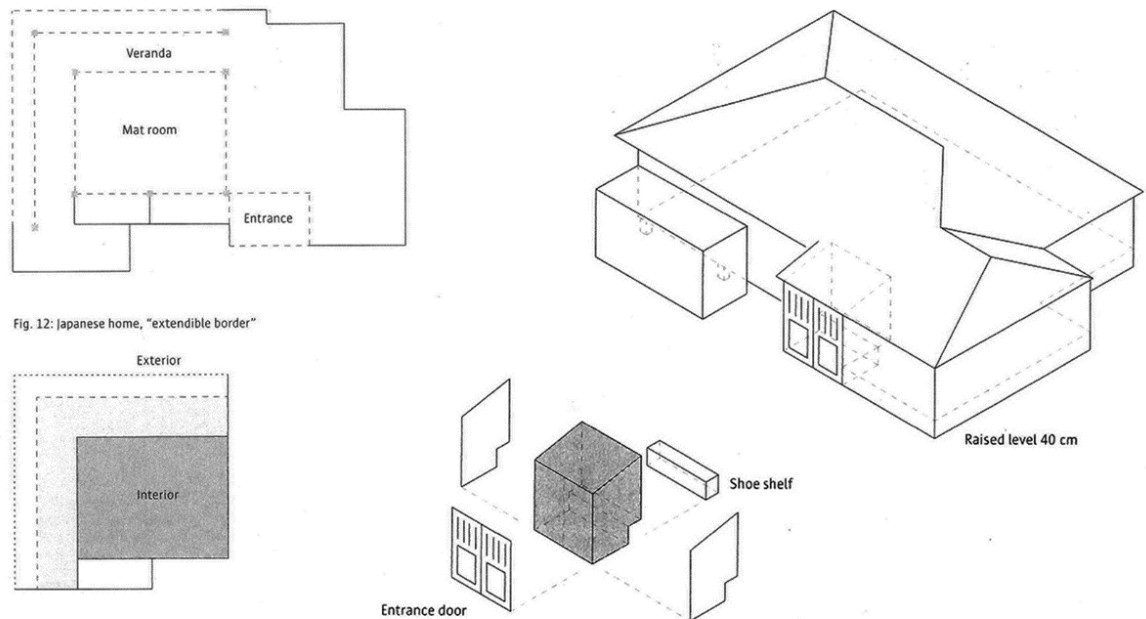 Veranda
Mat room
Entrance
Fig. 12: Japanese home, "extendible border"
Exterior
Interior
Raised level 40 cm
Shoe shelf
Entrance door